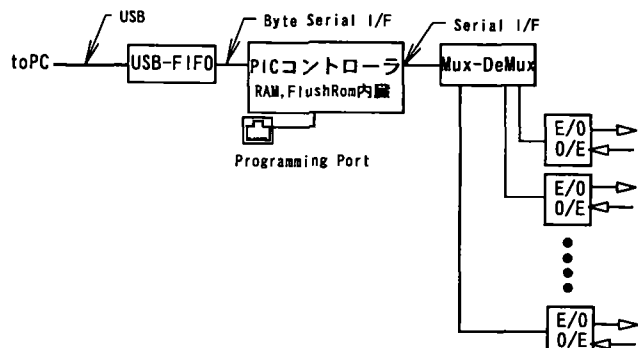 USB
Byte Serial I/F
Serial I/F
toPC
USB-FIFO
PICコントローラ
RAM,FlushRom内臓
Mux-DeMux
Programming Port
E/O
O/E
E/O
O/E
E/O
O/E